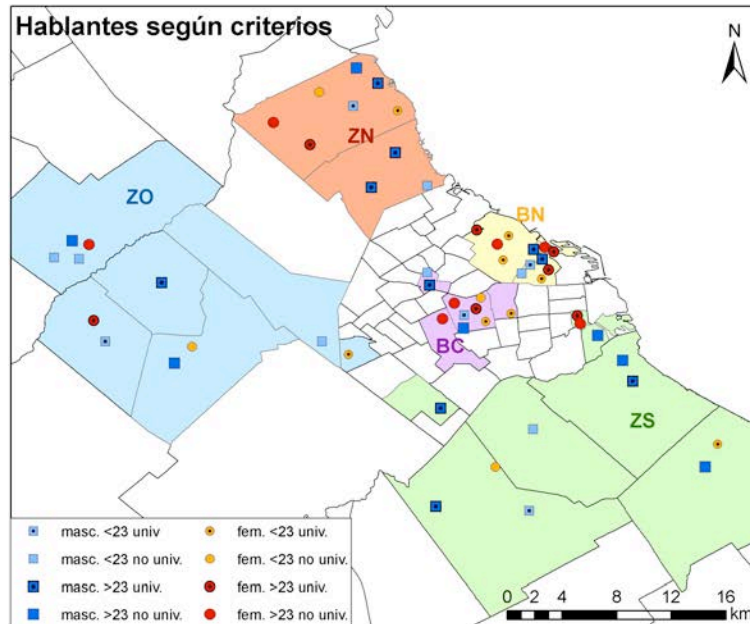 Hablantes según criterios
N
ZN
ZO
BN
BC
ZS
masc. <23 univ
masc. <23 no univ.
masc. >23 univ.
masc. >23 no univ.
fem. <23 univ.
fem. <23 no univ.
fem. >23 univ.
fem. >23 no univ.
0 2 4 8 12 16
km